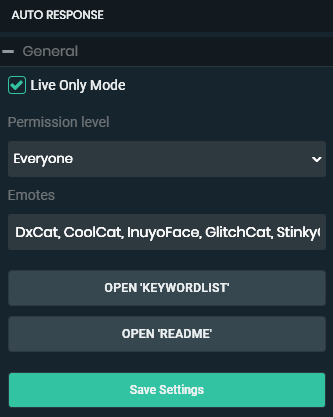 AUTO RESPONSE
General
Live Only Mode
Permission level
Everyone
Emotes
DxCat, CoolCat, InuyoFace, GlitchCat, Stinky
OPEN 'KEYWORDLIST'
OPEN 'README'
Save Settings